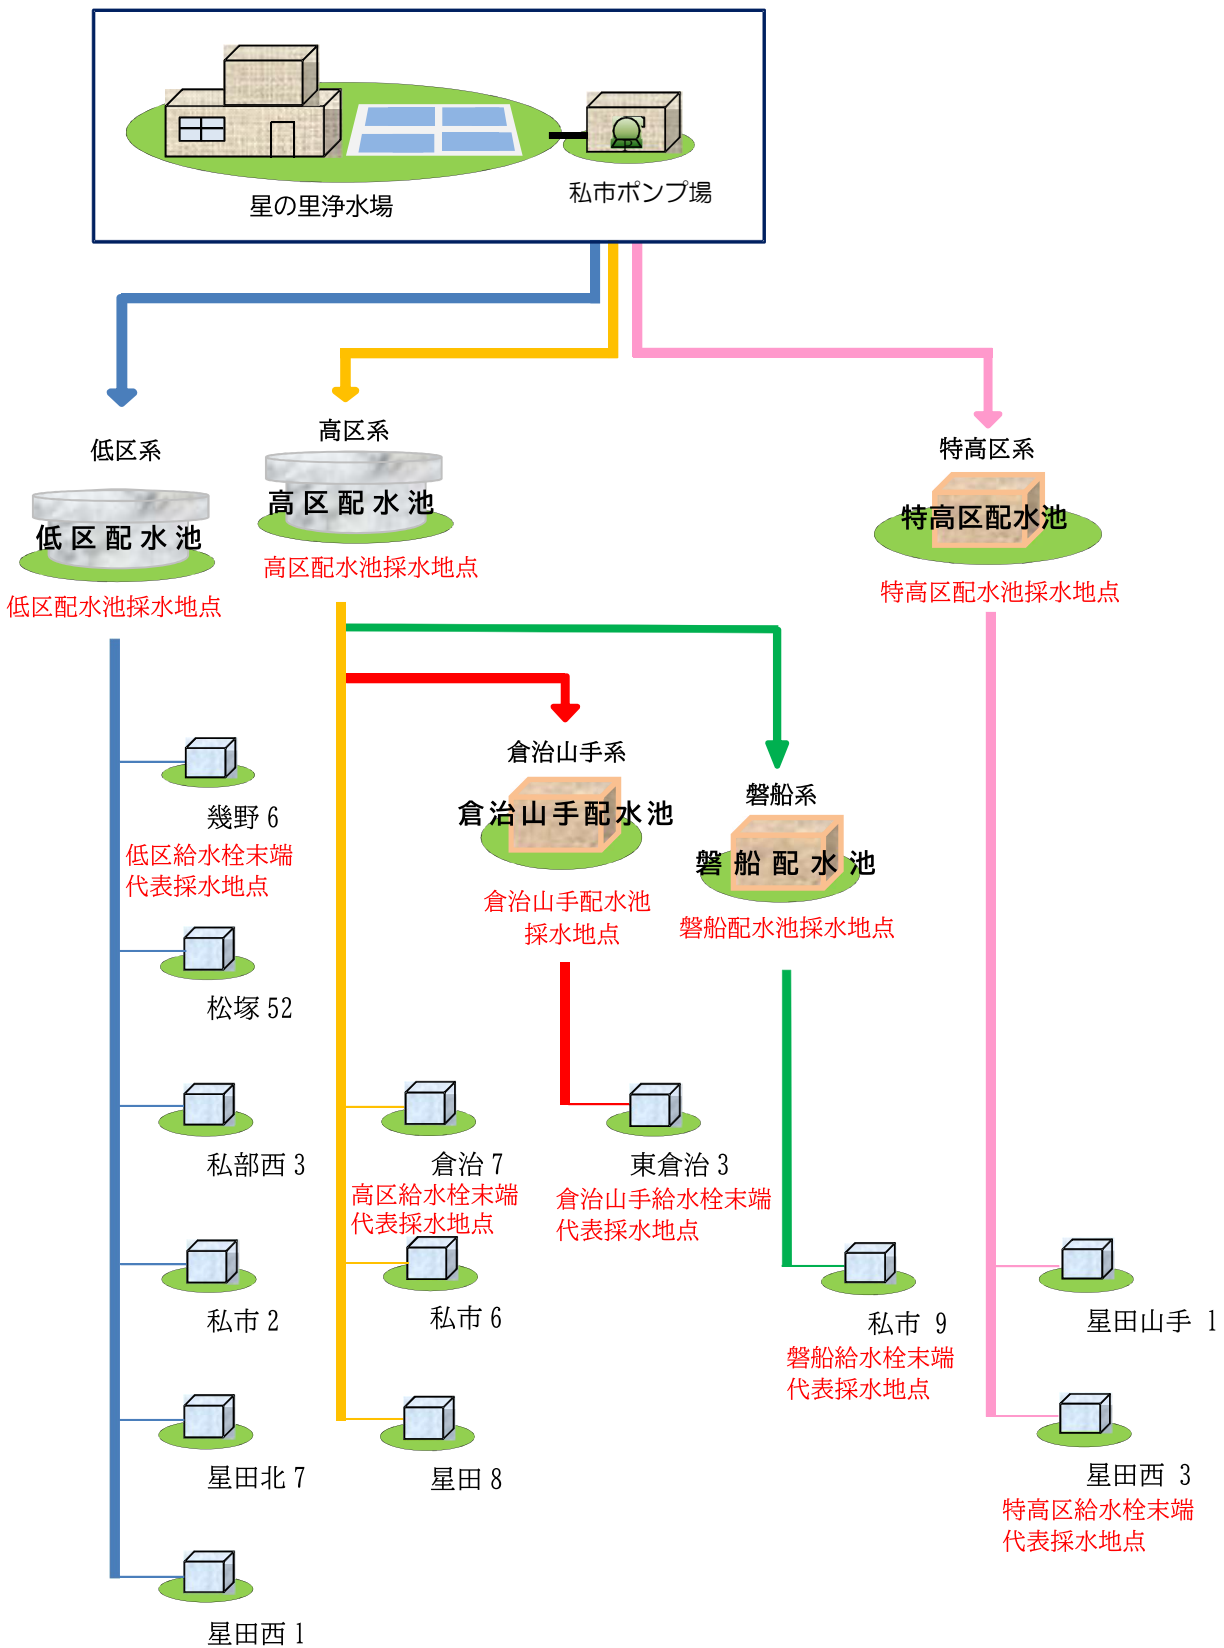 星の里浄水場
私市ポンプ場
低区系
低区配水池
低区配水池採水地点
高区系
高区配水池
高区配水池採水地点
特高区系
特高区配水池
特高区配水池採水地点
倉治山手系
倉治山手配水池
倉治山手配水池
採水地点
磐船系
磐船配水池
磐船配水池採水地点
幾野 6
低区給水栓末端
代表採水地点
松塚 52
私部西 3
私市 2
星田北 7
星田西 1
倉治 7
高区給水栓末端
代表採水地点
私市 6
星田 8
東倉治 3
倉治山手給水栓末端
代表採水地点
私市 9
磐船給水栓末端
代表採水地点
星田山手 1
星田西 3
特高区給水栓末端
代表採水地点